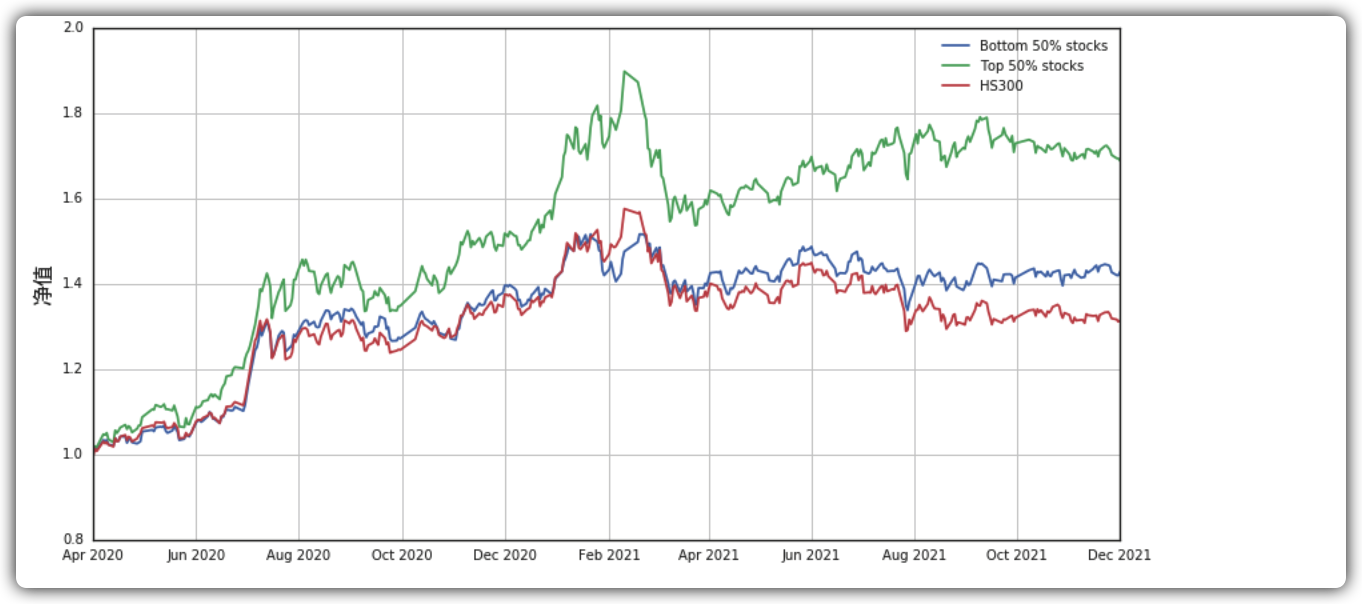 2.0
Bottom 50% stocks
Top 50% stocks
HS300
1.8
1.6
1.4
净值
1.2
1.0
0.8
Apr 2020 Jun 2020 Aug 2020 Oct 2020 Dec 2020 Feb 2021 Apr 2021 Jun 2021 Aug 2021 Oct 2021 Dec 2021